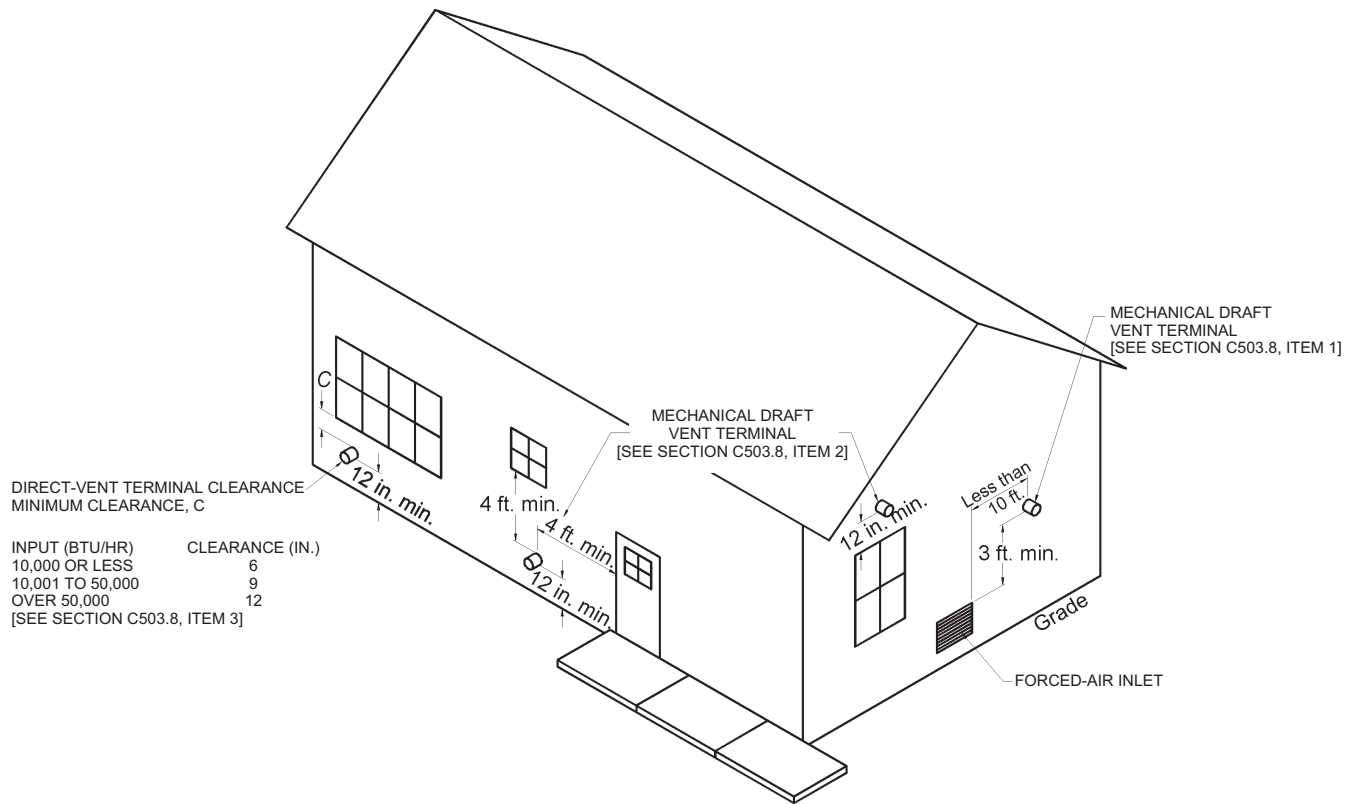 MECHANICAL DRAFT
VENT TERMINAL
[SEE SECTION C503.8, ITEM 1]
MECHANICAL DRAFT
VENT TERMINAL
[SEE SECTION C503.8, ITEM 2]
C
12 in. min.
DIRECT-VENT TERMINAL CLEARANCE
MINIMUM CLEARANCE, C
INPUT (BTU/HR) CLEARANCE (IN.)
10,000 OR LESS 6
10,001 TO 50,000 9
OVER 50,000 12
[SEE SECTION C503.8, ITEM 3]
4 ft. min.
4 ft. min.
12 in. min.
12 in. min.
Less than
10 ft.
3 ft. min.
Grade
FORCED-AIR INLET